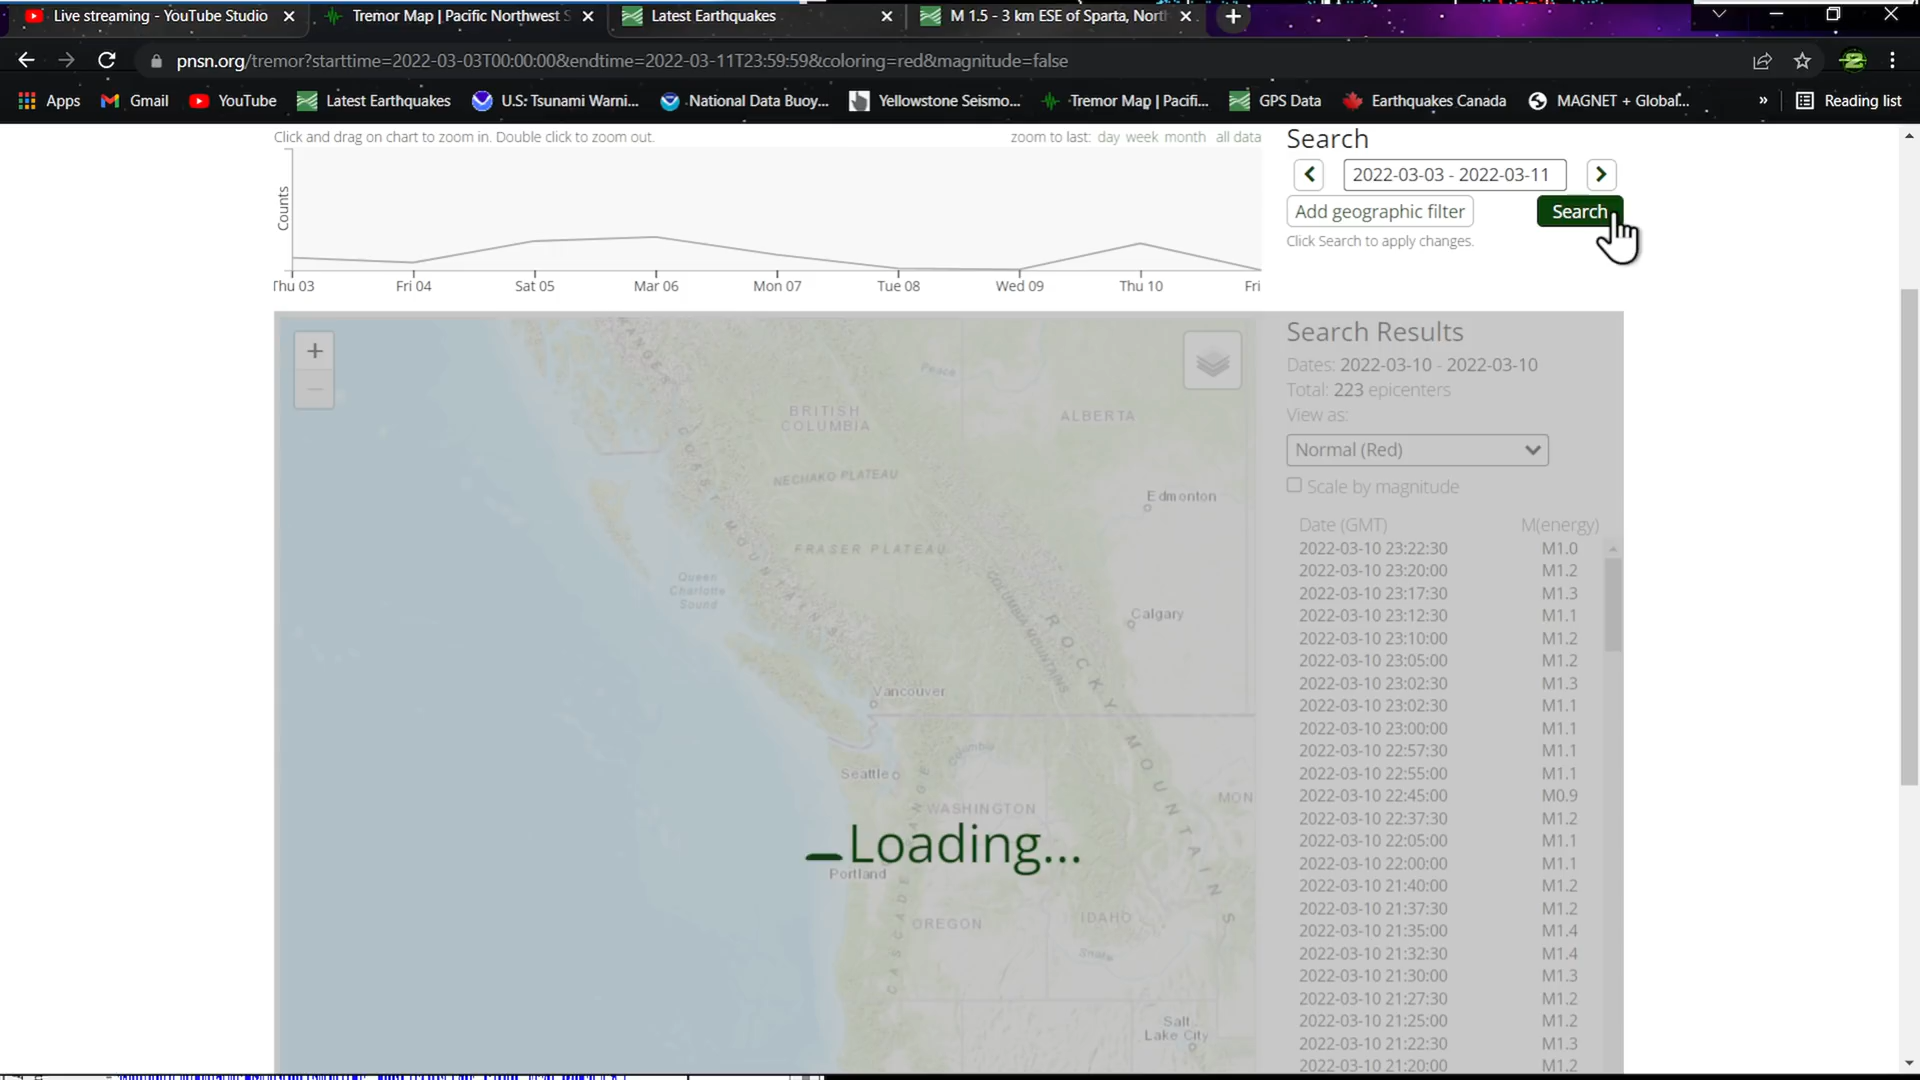 Live streaming - YouTube Studio
Tremor Map | Pacific Northwest S
Latest Earthquakes
M 1.5 - 3 km ESE of Sparta, North
pnsn.org/tremor?starttime=2022-03-03T00:00:00&endtime=2022-03-11T23:59:59&coloring=red&magnitude=false
Apps
Gmail
YouTube
Latest Earthquakes
U.S. Tsunami Warni...
National Data Buoy...
Yellowstone Seismo...
Tremor Map | Pacifi...
GPS Data
Earthquakes Canada
MAGNET + Global...
»
Reading list
Click and drag on chart to zoom in. Double click to zoom out.
zoom to last: day week month all data
Counts
Thu 03
Fri 04
Sat 05
Mar 06
Mon 07
Tue 08
Wed 09
Thu 10
Fri
Search
2022-03-03 - 2022-03-11
Add geographic filter
Search
Click Search to apply changes.
+
−
RANGES
COAST MOUNTAINS
Peace
BRITISH
COLUMBIA
ALBERTA
NECHAKO PLATEAU
Edmonton
FRASER PLATEAU
Queen
Charlotte
Sound
COLUMBIA MOUNTAINS
ROCKY MOUNTAINS
Calgary
Vancouver
Columbia
Seattle
WASHINGTON
MON
CASCADE RANGE
Loading...
Portland
OREGON
IDAHO
Snake
Salt
Lake City
Search Results
Dates: 2022-03-10 - 2022-03-10
Total: 223 epicenters
View as:
Normal (Red)
Scale by magnitude
Date (GMT) M(energy)
2022-03-10 23:22:30 M1.0
2022-03-10 23:20:00 M1.2
2022-03-10 23:17:30 M1.3
2022-03-10 23:12:30 M1.1
2022-03-10 23:10:00 M1.2
2022-03-10 23:05:00 M1.2
2022-03-10 23:02:30 M1.3
2022-03-10 23:02:30 M1.1
2022-03-10 23:00:00 M1.1
2022-03-10 22:57:30 M1.1
2022-03-10 22:55:00 M1.1
2022-03-10 22:45:00 M0.9
2022-03-10 22:37:30 M1.2
2022-03-10 22:05:00 M1.1
2022-03-10 22:00:00 M1.1
2022-03-10 21:40:00 M1.2
2022-03-10 21:37:30 M1.2
2022-03-10 21:35:00 M1.4
2022-03-10 21:32:30 M1.4
2022-03-10 21:30:00 M1.3
2022-03-10 21:27:30 M1.2
2022-03-10 21:25:00 M1.2
2022-03-10 21:22:30 M1.3
2022-03-10 21:20:00 M1.2